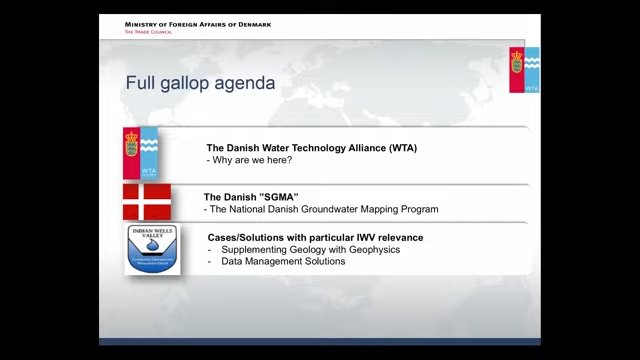 MINISTRY OF FOREIGN AFFAIRS OF DENMARK
THE TRADE COUNCIL
WTA
Full gallop agenda
The Danish Water Technology Alliance (WTA)
- Why are we here?
WTA
The Danish "SGMA"
- The National Danish Groundwater Mapping Program
INDIAN WELLS
VALLEY
Cases/Solutions with particular IWV relevance
- Supplementing Geology with Geophysics
- Data Management Solutions